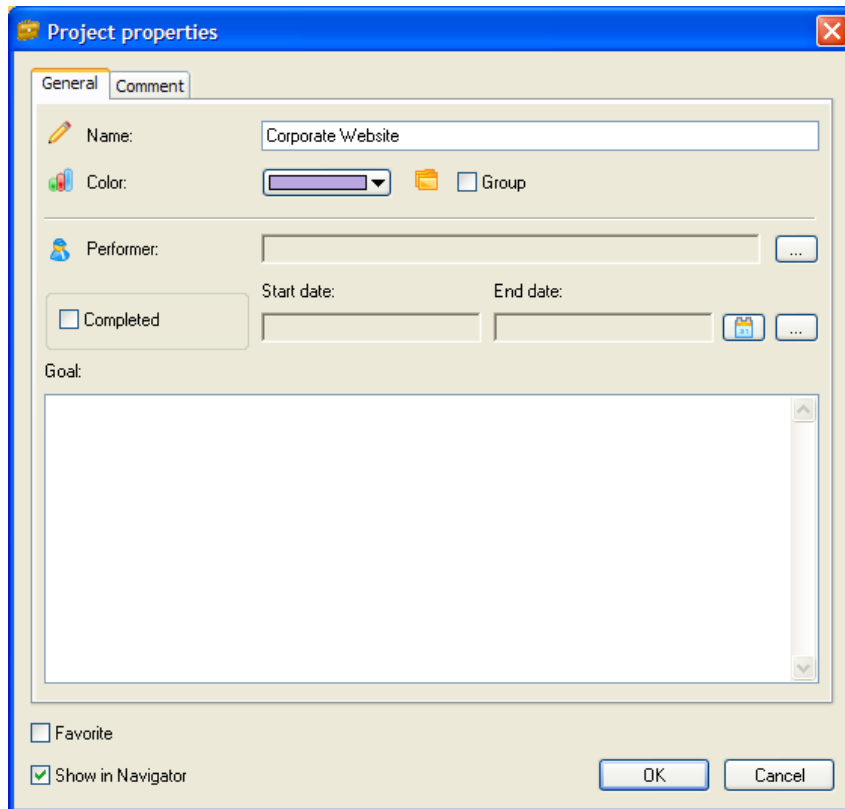 Project properties
General Comment
Name: Corporate Website
Color: Group
Performer: ...
Start date: End date:
Completed ...
Goal:
Favorite
Show in Navigator OK Cancel